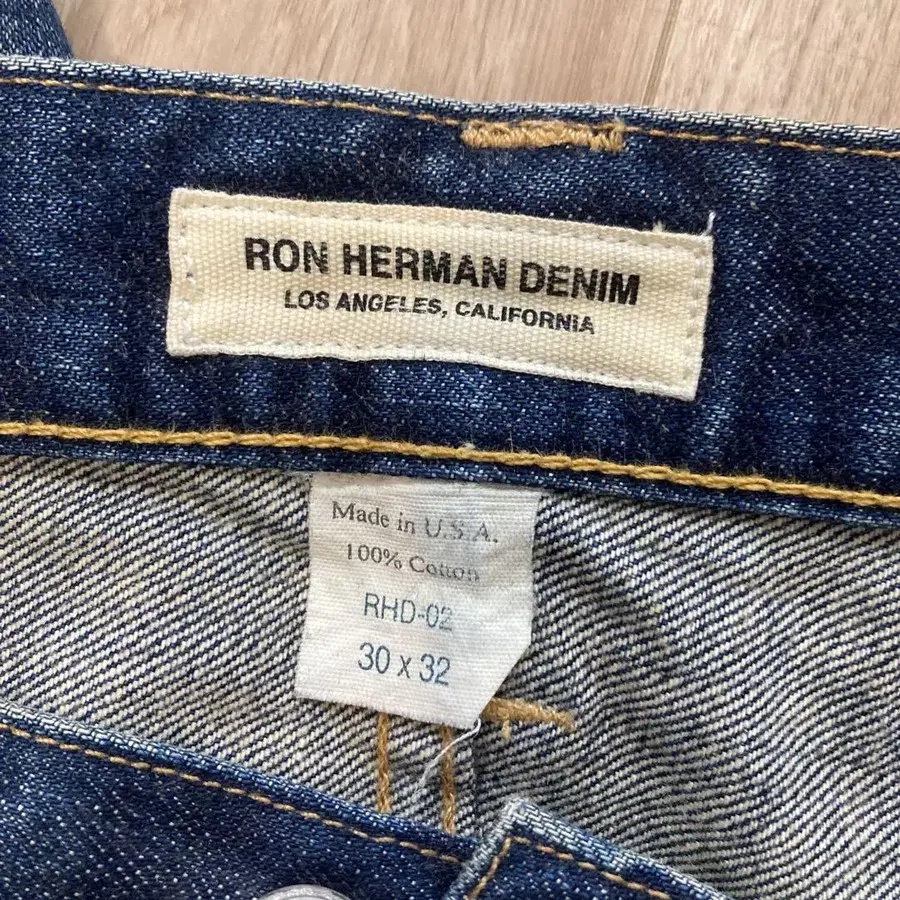 RON HERMAN DENIM
LOS ANGELES, CALIFORNIA
Made in U.S.A.
100% Cotton
RHD-02
30 x 32